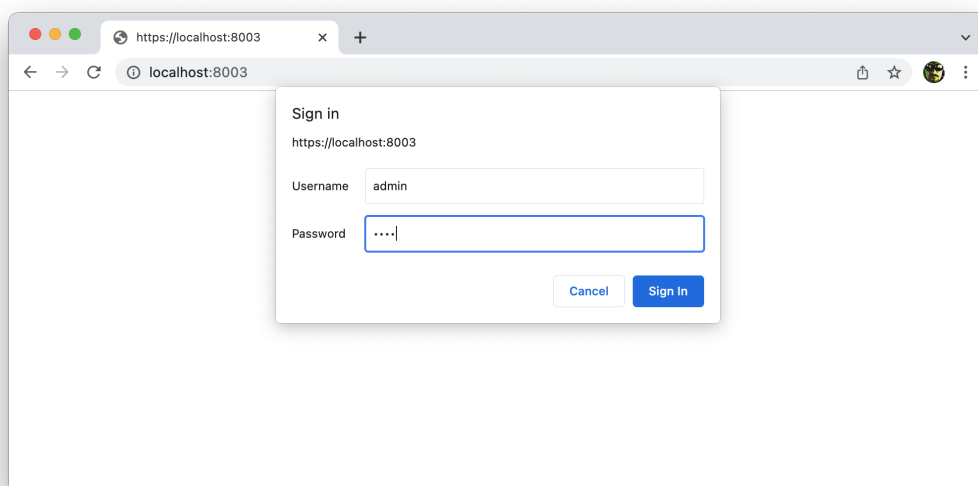 https://localhost:8003
localhost:8003
Sign in
https://localhost:8003
Username admin
Password ····
Cancel Sign In